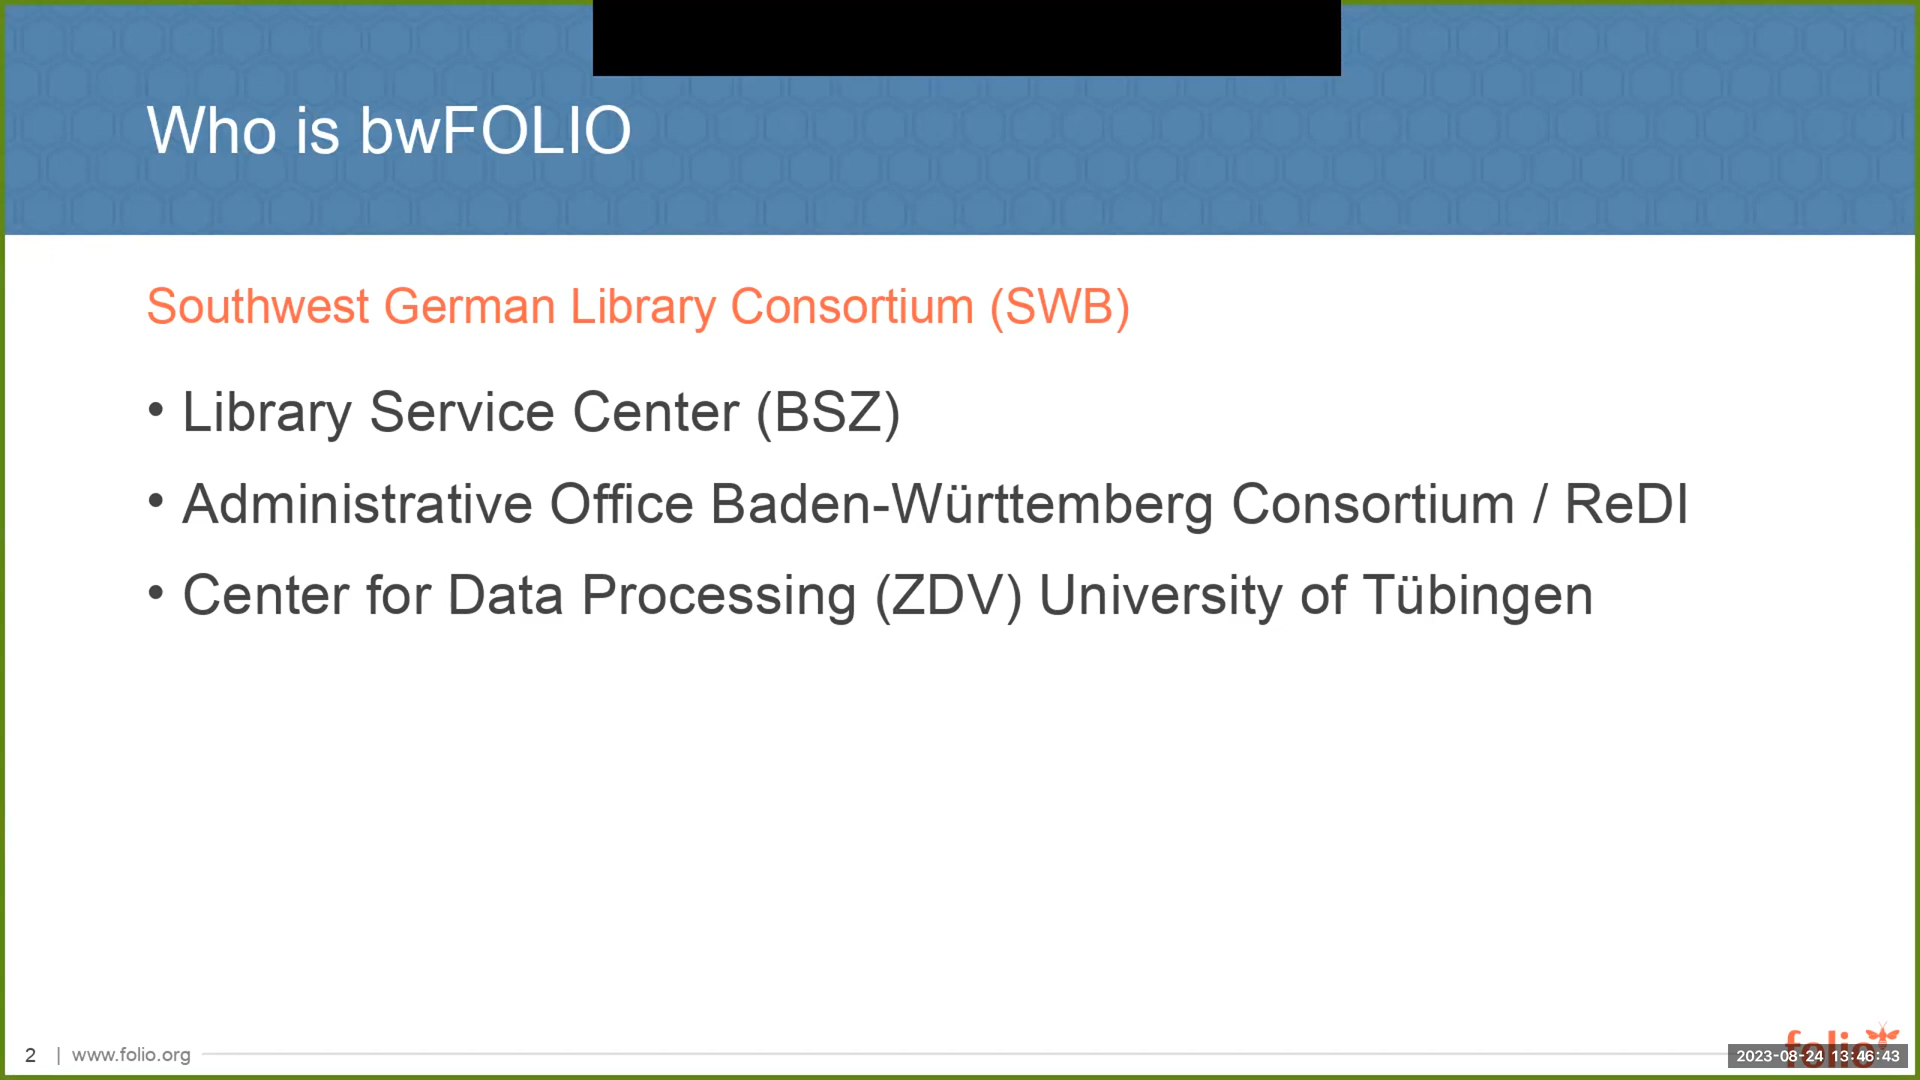 Who is bwFOLIO
Southwest German Library Consortium (SWB)
• Library Service Center (BSZ)
• Administrative Office Baden-Württemberg Consortium / ReDI
• Center for Data Processing (ZDV) University of Tübingen
2 | www.folio.org
folio
2023-08-24 13:46:43